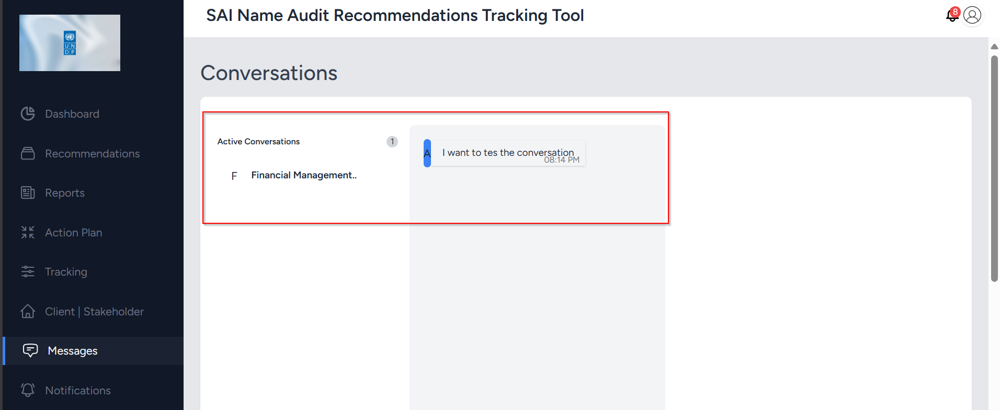 SAI Name Audit Recommendations Tracking Tool
8
UN
DP
Dashboard
Recommendations
Reports
Action Plan
Tracking
Client | Stakeholder
Messages
Notifications
Conversations
Active Conversations 1
F Financial Management..
A I want to tes the conversation
08:14 PM